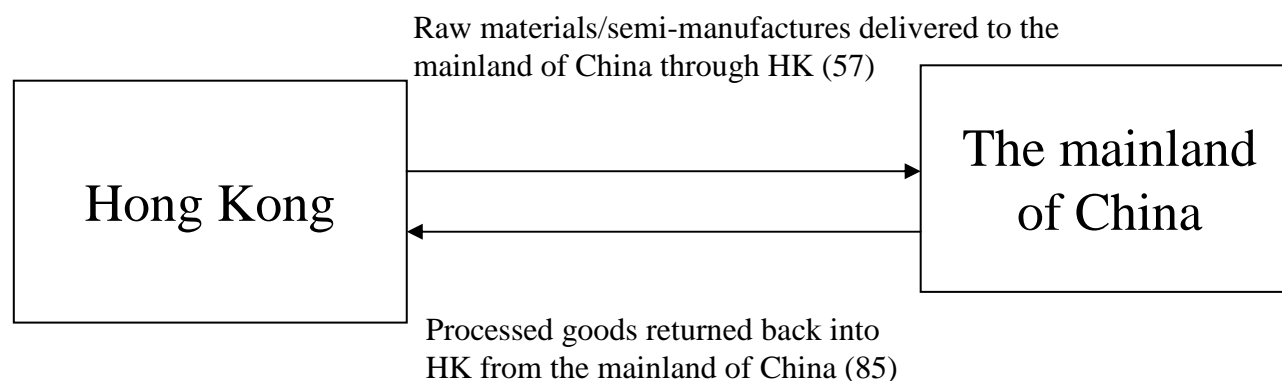 Raw materials/semi-manufactures delivered to the
mainland of China through HK (57)
Hong Kong
The mainland
of China
Processed goods returned back into
HK from the mainland of China (85)